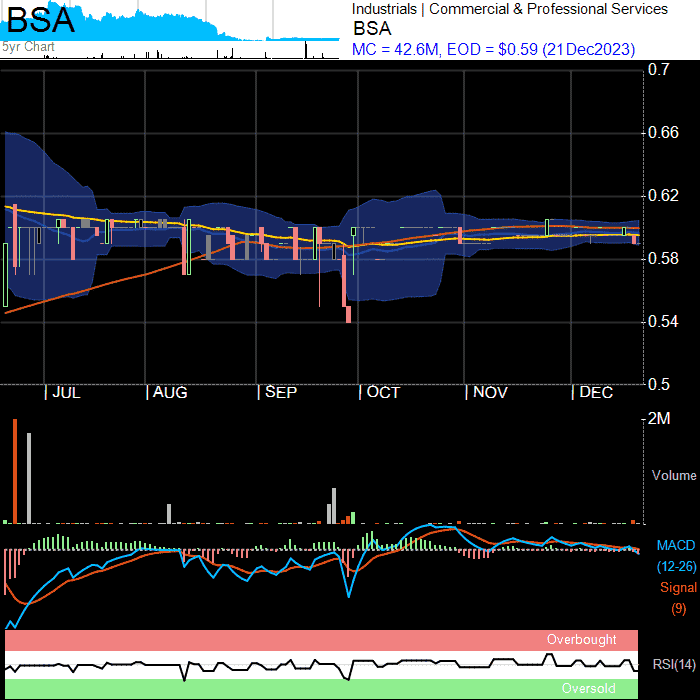 BSA
5yr Chart
Industrials | Commercial & Professional Services
BSA
MC = 42.6M, EOD = $0.59 (21Dec2023)
0.7
0.66
0.62
0.58
0.54
0.5
| JUL | AUG | SEP | OCT | NOV | DEC
2M
Volume
MACD
(12-26)
Signal
(9)
Overbought
RSI(14)
Oversold